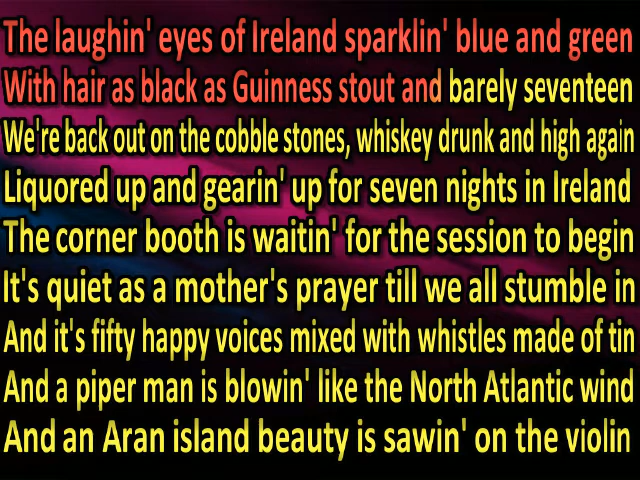 The laughin' eyes of Ireland sparklin' blue and green
With hair as black as Guinness stout and barely seventeen
We're back out on the cobble stones, whiskey drunk and high again
Liquored up and gearin' up for seven nights in Ireland
The corner booth is waitin' for the session to begin
It's quiet as a mother's prayer till we all stumble in
And it's fifty happy voices mixed with whistles made of tin
And a piper man is blowin' like the North Atlantic wind
And an Aran island beauty is sawin' on the violin